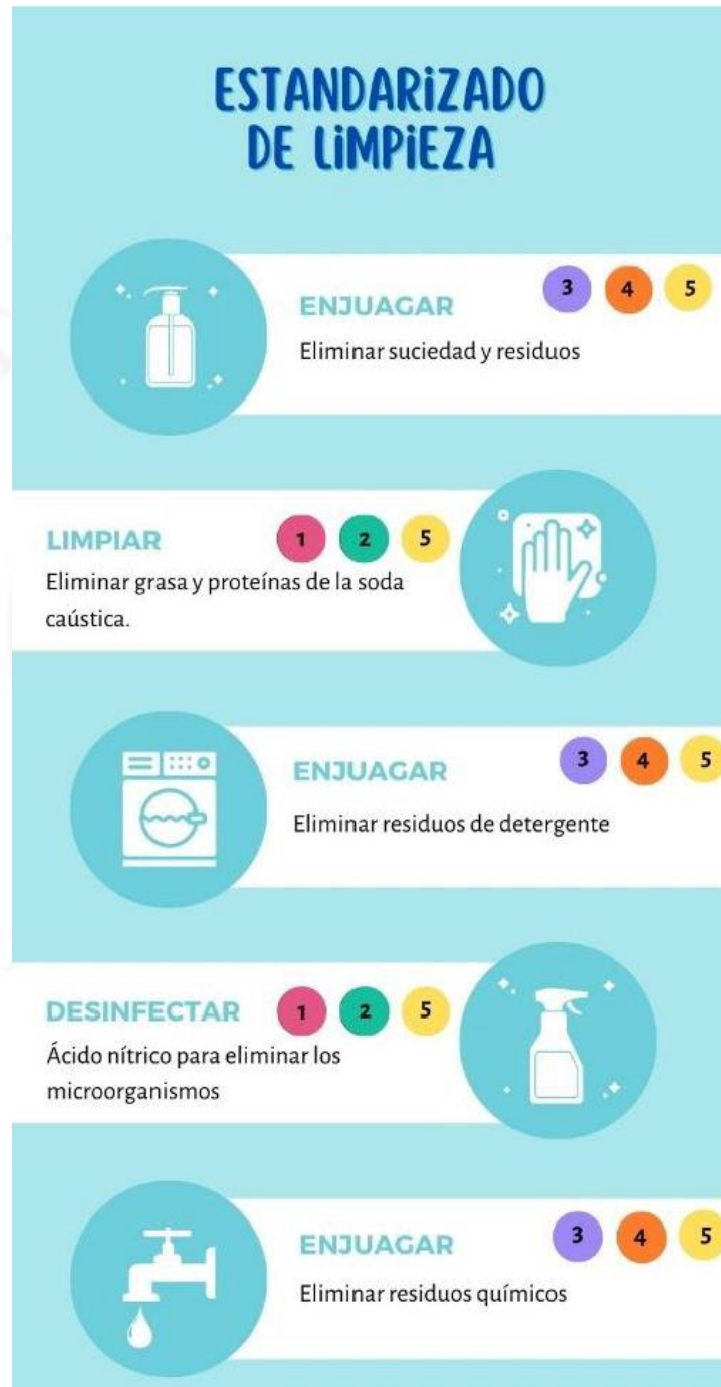 ESTANDARIZADO
DE LIMPIEZA
ENJUAGAR 3 4 5
Eliminar suciedad y residuos
LIMPIAR 1 2 5
Eliminar grasa y proteínas de la soda
caústica.
ENJUAGAR 3 4 5
Eliminar residuos de detergente
DESINFECTAR 1 2 5
Ácido nítrico para eliminar los
microorganismos
ENJUAGAR 3 4 5
Eliminar residuos químicos